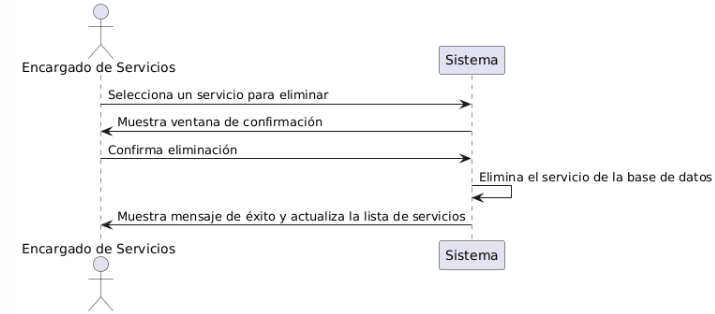 Encargado de Servicios
Sistema
Selecciona un servicio para eliminar
Muestra ventana de confirmación
Confirma eliminación
Elimina el servicio de la base de datos
Muestra mensaje de éxito y actualiza la lista de servicios
Encargado de Servicios
Sistema